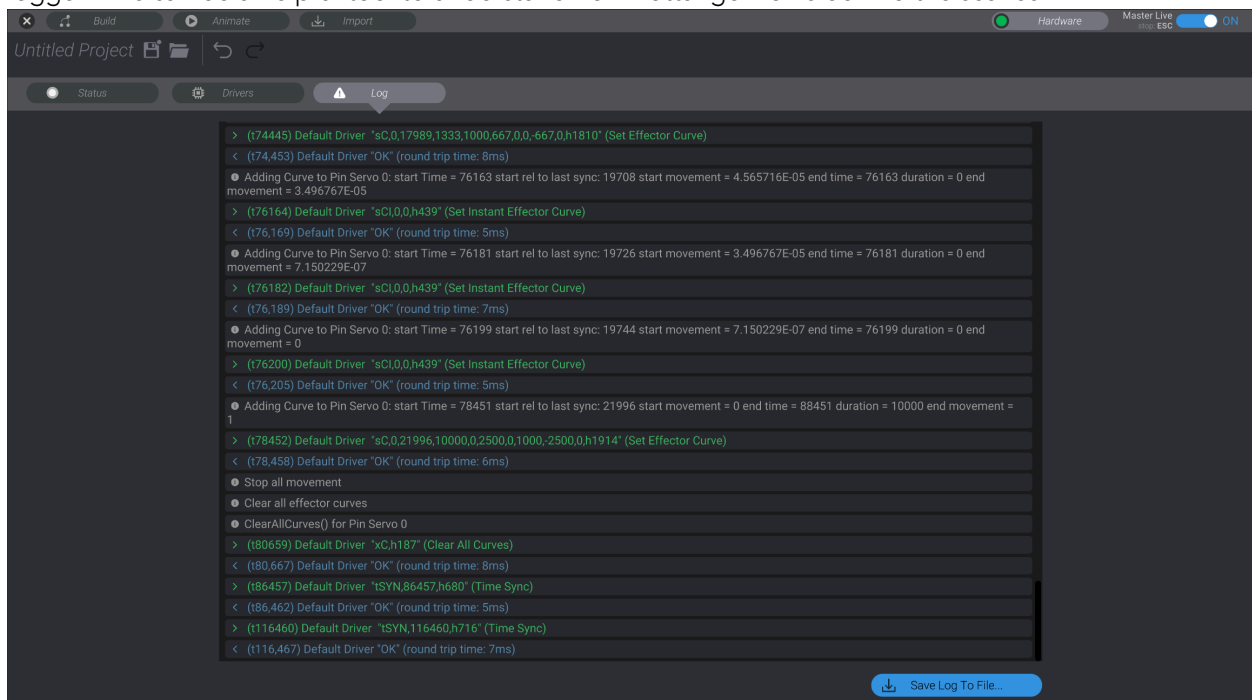 Build
Animate
Import
Hardware
Master Live
stop: ESC
ON
Untitled Project
Status
Drivers
Log
> (t74445) Default Driver "sC,0,17989,1333,1000,667,0,0,-667,0,h1810" (Set Effector Curve)
< (t74,453) Default Driver "OK" (round trip time: 8ms)
Adding Curve to Pin Servo 0: start Time = 76163 start rel to last sync: 19708 start movement = 4.565716E-05 end time = 76163 duration = 0 end
movement = 3.496767E-05
> (t76164) Default Driver "sCI,0,0,h439" (Set Instant Effector Curve)
< (t76,169) Default Driver "OK" (round trip time: 5ms)
Adding Curve to Pin Servo 0: start Time = 76181 start rel to last sync: 19726 start movement = 3.496767E-05 end time = 76181 duration = 0 end
movement = 7.150229E-07
> (t76182) Default Driver "sCI,0,0,h439" (Set Instant Effector Curve)
< (t76,189) Default Driver "OK" (round trip time: 7ms)
Adding Curve to Pin Servo 0: start Time = 76199 start rel to last sync: 19744 start movement = 7.150229E-07 end time = 76199 duration = 0 end
movement = 0
> (t76200) Default Driver "sCI,0,0,h439" (Set Instant Effector Curve)
< (t76,205) Default Driver "OK" (round trip time: 5ms)
Adding Curve to Pin Servo 0: start Time = 78451 start rel to last sync: 21996 start movement = 0 end time = 88451 duration = 10000 end movement =
1
> (t78452) Default Driver "sC,0,21996,10000,0,2500,0,1000,-2500,0,h1914" (Set Effector Curve)
< (t78,458) Default Driver "OK" (round trip time: 6ms)
Stop all movement
Clear all effector curves
ClearAllCurves() for Pin Servo 0
> (t80659) Default Driver "xC,h187" (Clear All Curves)
< (t80,667) Default Driver "OK" (round trip time: 8ms)
> (t86457) Default Driver "tSYN,86457,h680" (Time Sync)
< (t86,462) Default Driver "OK" (round trip time: 5ms)
> (t116460) Default Driver "tSYN,116460,h716" (Time Sync)
< (t116,467) Default Driver "OK" (round trip time: 7ms)
Save Log To File...